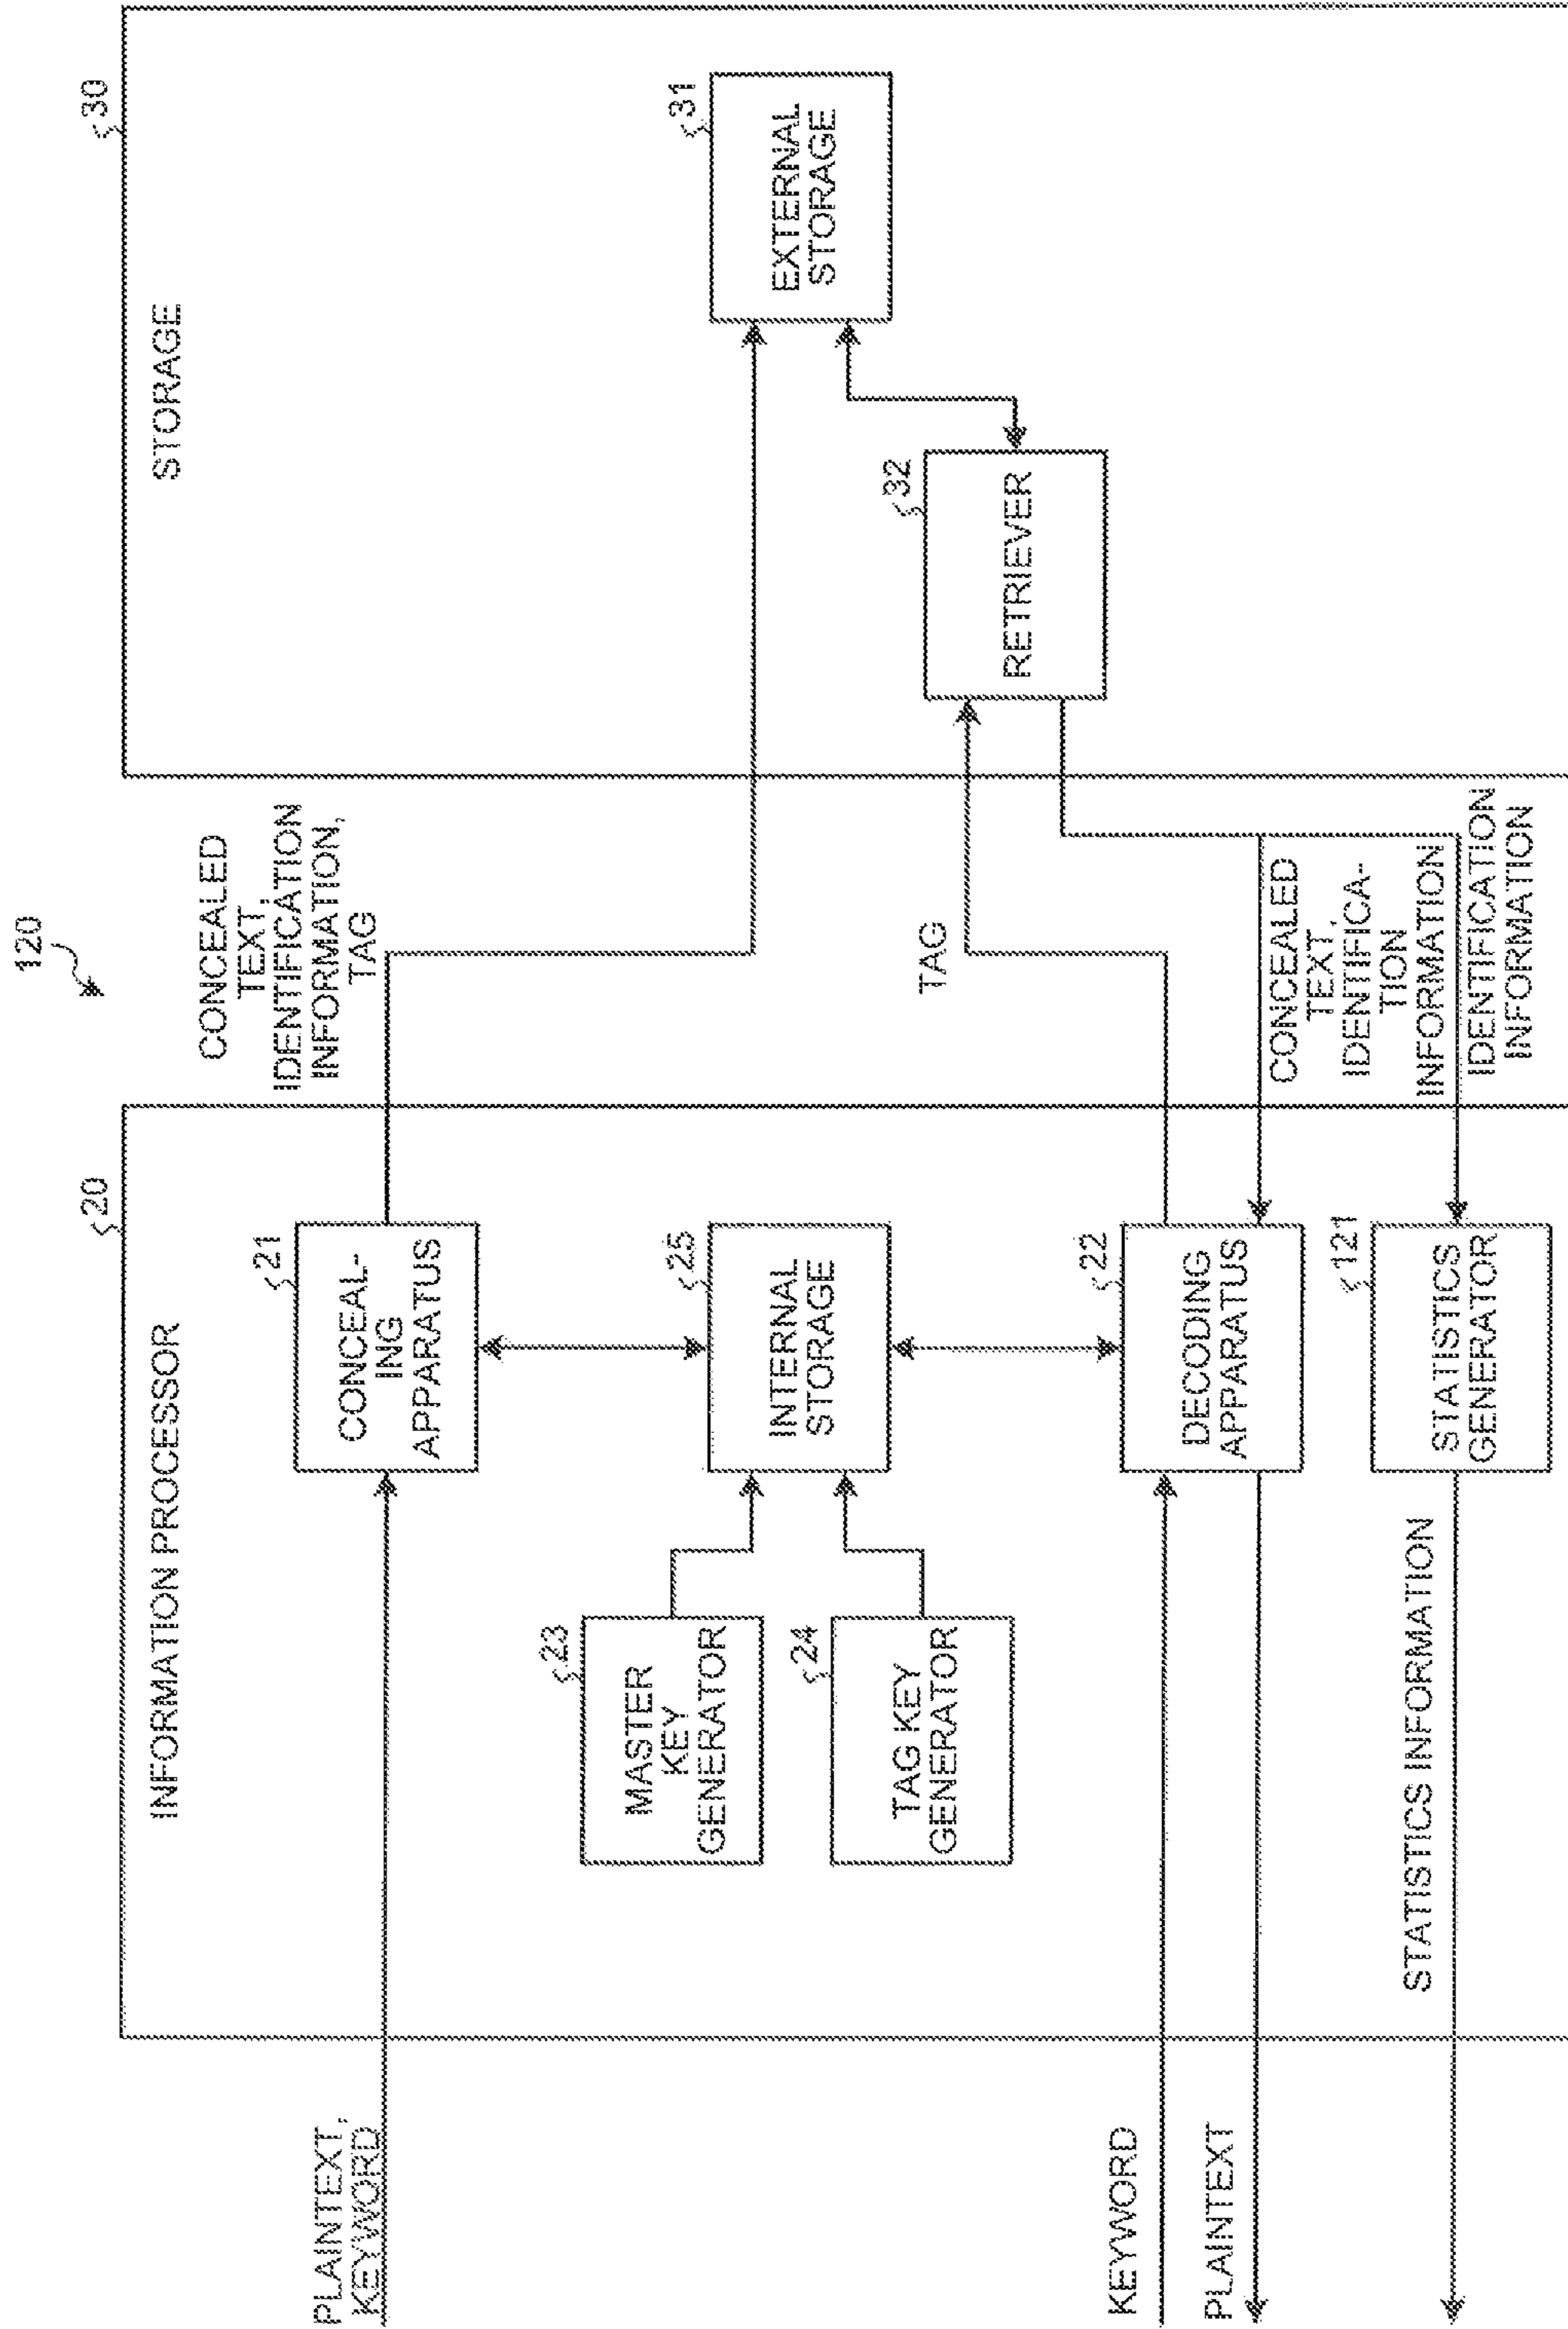 120
20
INFORMATION PROCESSOR
PLAINTEXT,
KEYWORD
21
CONCEAL-
ING
APPARATUS
CONCEALED
TEXT,
IDENTIFICATION
INFORMATION,
TAG
30
STORAGE
31
EXTERNAL
STORAGE
23
MASTER
KEY
GENERATOR
25
INTERNAL
STORAGE
24
TAG KEY
GENERATOR
32
RETRIEVER
TAG
KEYWORD
22
DECODING
APPARATUS
PLAINTEXT
CONCEALED
TEXT,
IDENTIFICA-
TION
INFORMATION
121
STATISTICS
GENERATOR
STATISTICS INFORMATION
IDENTIFICATION
INFORMATION